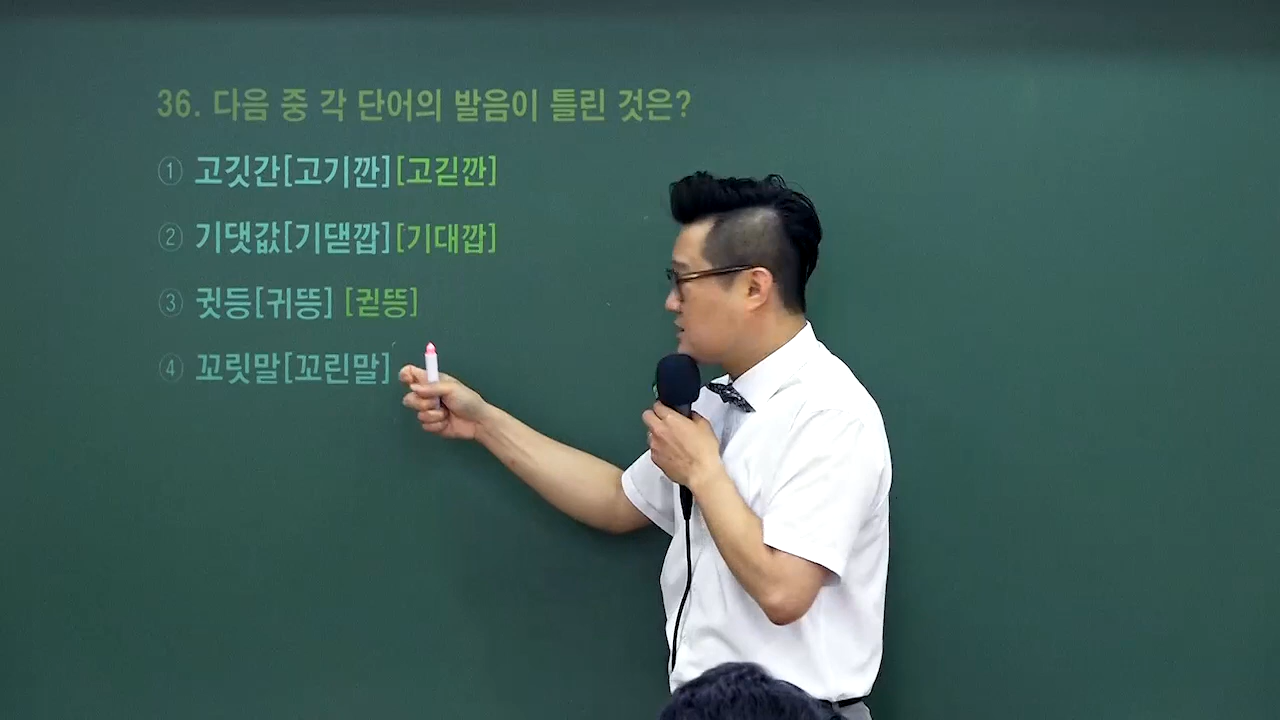 36. 다음 중 각 단어의 발음이 틀린 것은?
① 고깃간[고기깐][고긷깐]
② 기댓값[기댇깝][기대깝]
③ 귓등[귀뜽] [귇뜽]
④ 꼬릿말[꼬린말]